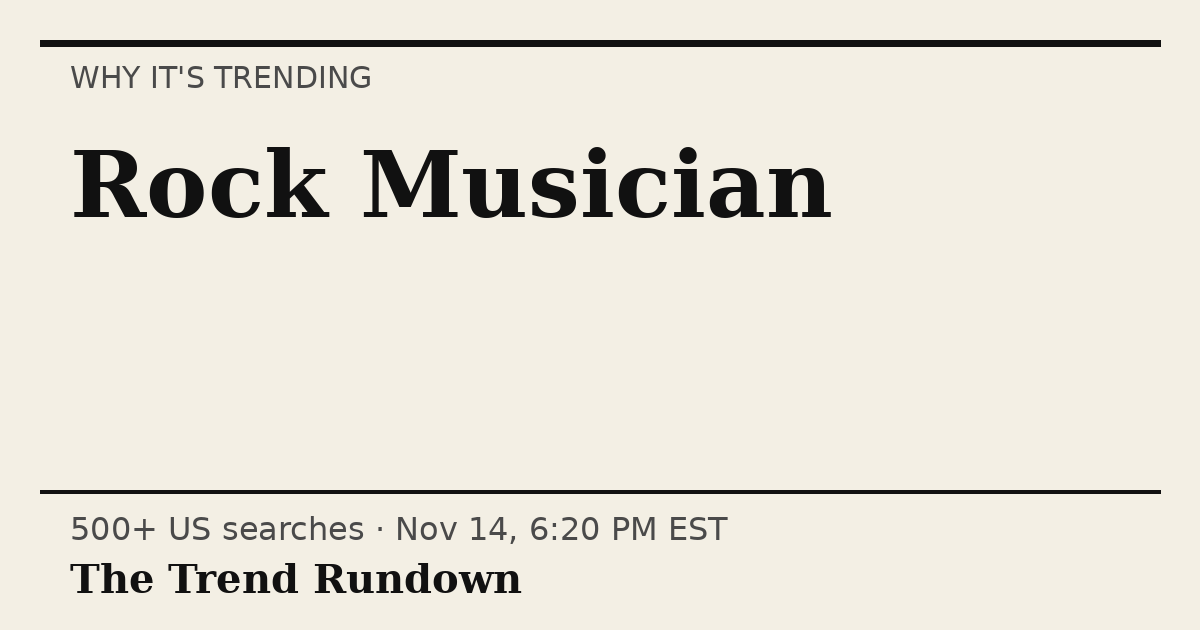 WHY IT'S TRENDING
Rock Musician
500+ US searches · Nov 14, 6:20 PM EST
The Trend Rundown